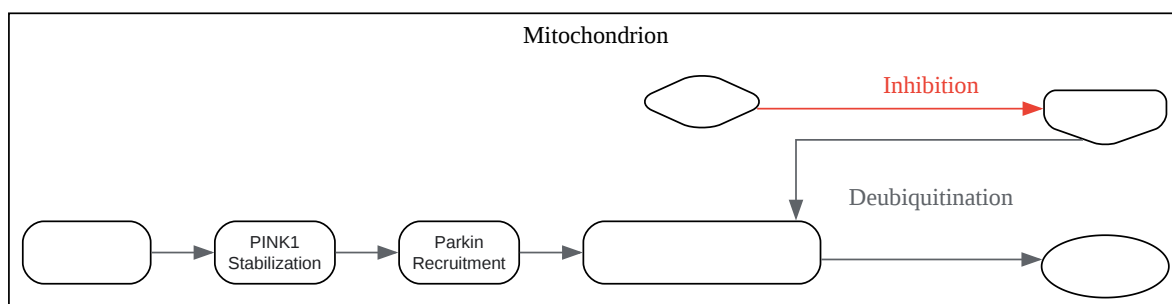 Mitochondrion
Inhibition
Deubiquitination
PINK1
Stabilization
Parkin
Recruitment